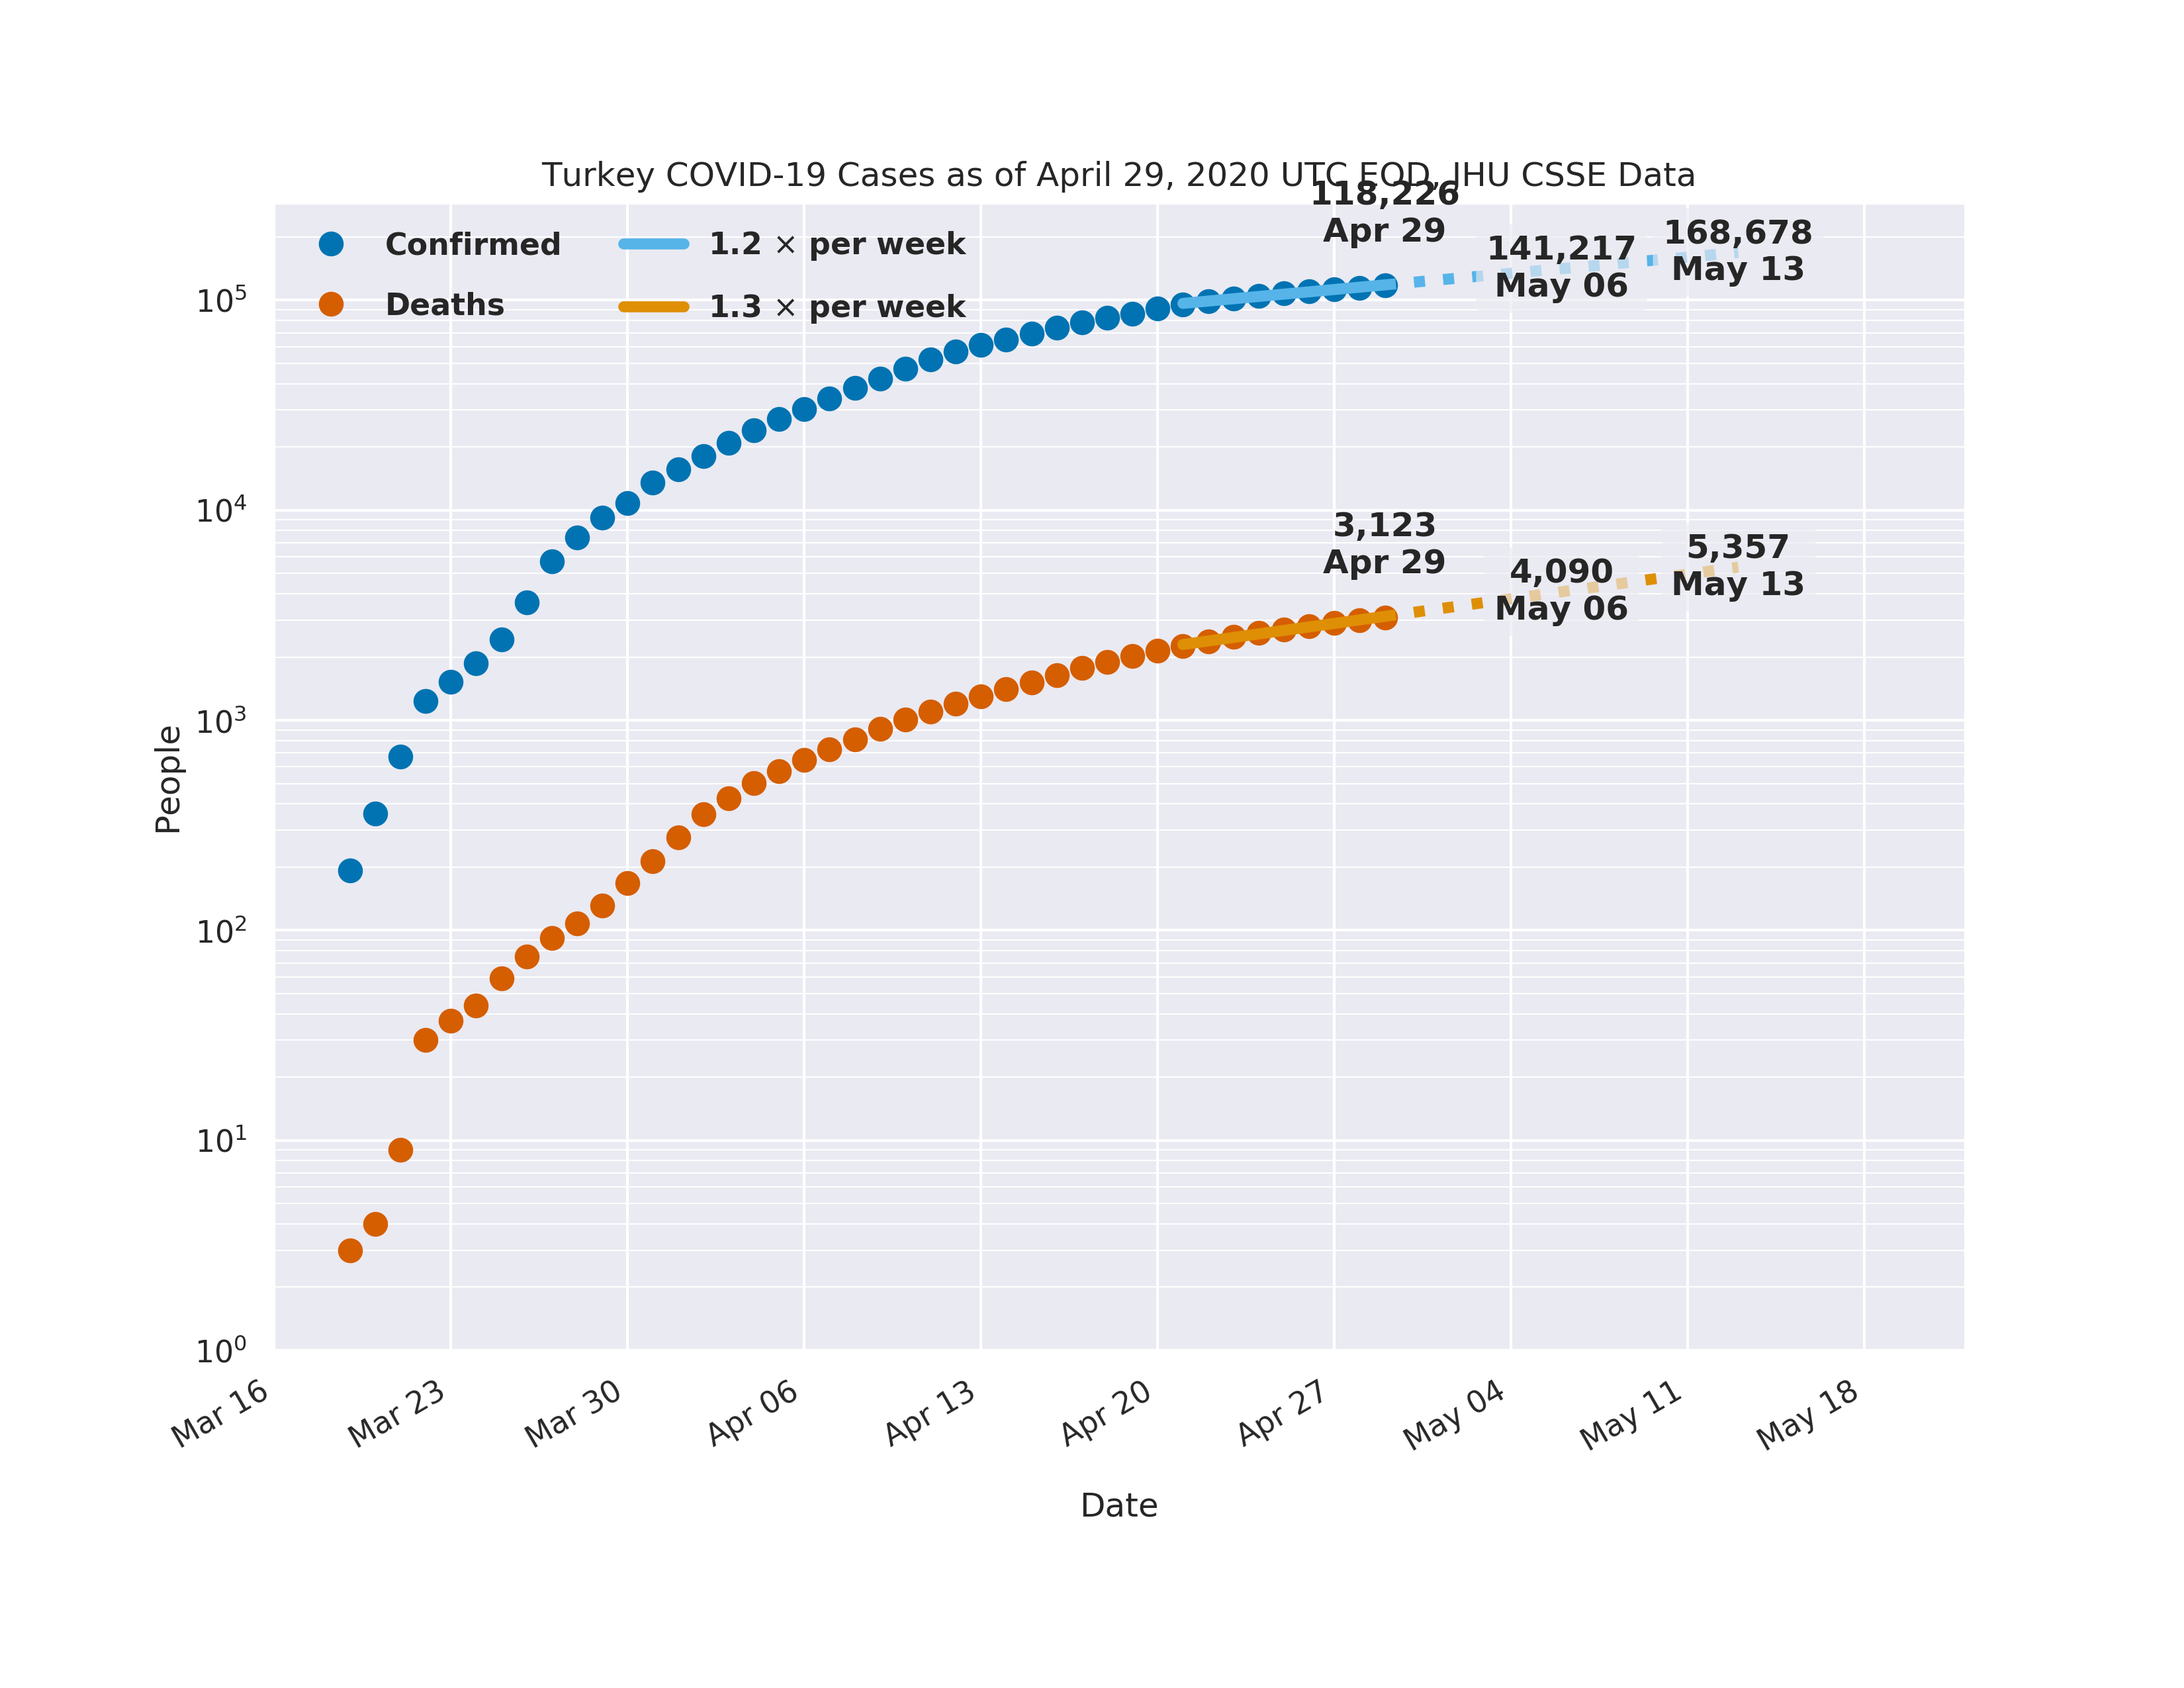 Turkey COVID-19 Cases as of April 29, 2020 UTC EOD, JHU CSSE Data
118,226
Apr 29
141,217
May 06
168,678
May 13
Confirmed
Deaths
1.2 × per week
1.3 × per week
3,123
Apr 29
4,090
May 06
5,357
May 13
People
10⁵
10⁴
10³
10²
10¹
10⁰
Mar 16
Mar 23
Mar 30
Apr 06
Apr 13
Apr 20
Apr 27
May 04
May 11
May 18
Date